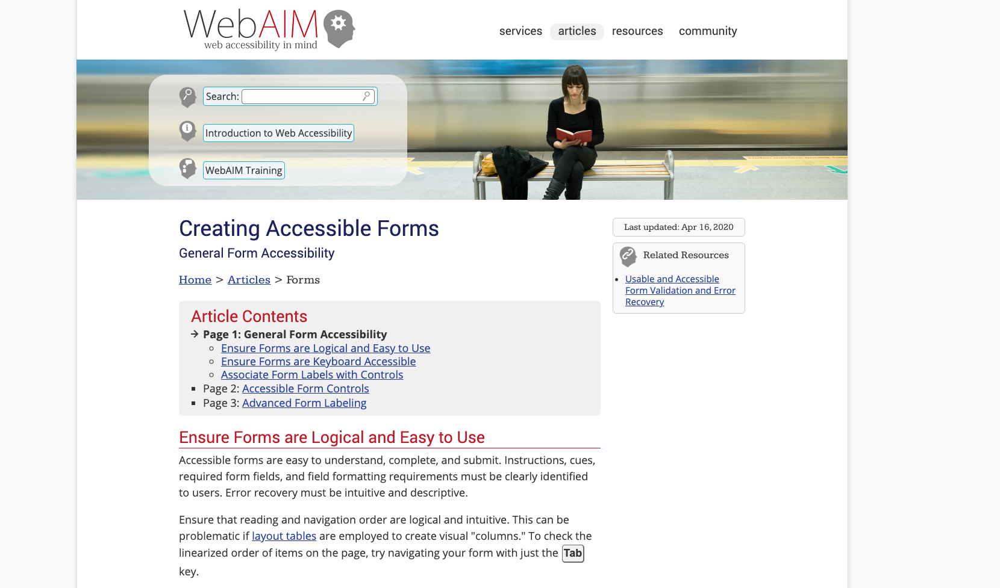 WebAIM
web accessibility in mind
services articles resources community
Search:
Introduction to Web Accessibility
WebAIM Training
Creating Accessible Forms
General Form Accessibility
Home > Articles > Forms
Article Contents
→ Page 1: General Form Accessibility
Ensure Forms are Logical and Easy to Use
Ensure Forms are Keyboard Accessible
Associate Form Labels with Controls
Page 2: Accessible Form Controls
Page 3: Advanced Form Labeling
Ensure Forms are Logical and Easy to Use
Accessible forms are easy to understand, complete, and submit. Instructions, cues,
required form fields, and field formatting requirements must be clearly identified
to users. Error recovery must be intuitive and descriptive.
Ensure that reading and navigation order are logical and intuitive. This can be
problematic if layout tables are employed to create visual "columns." To check the
linearized order of items on the page, try navigating your form with just the Tab
key.
Last updated: Apr 16, 2020
Related Resources
Usable and Accessible
Form Validation and Error
Recovery